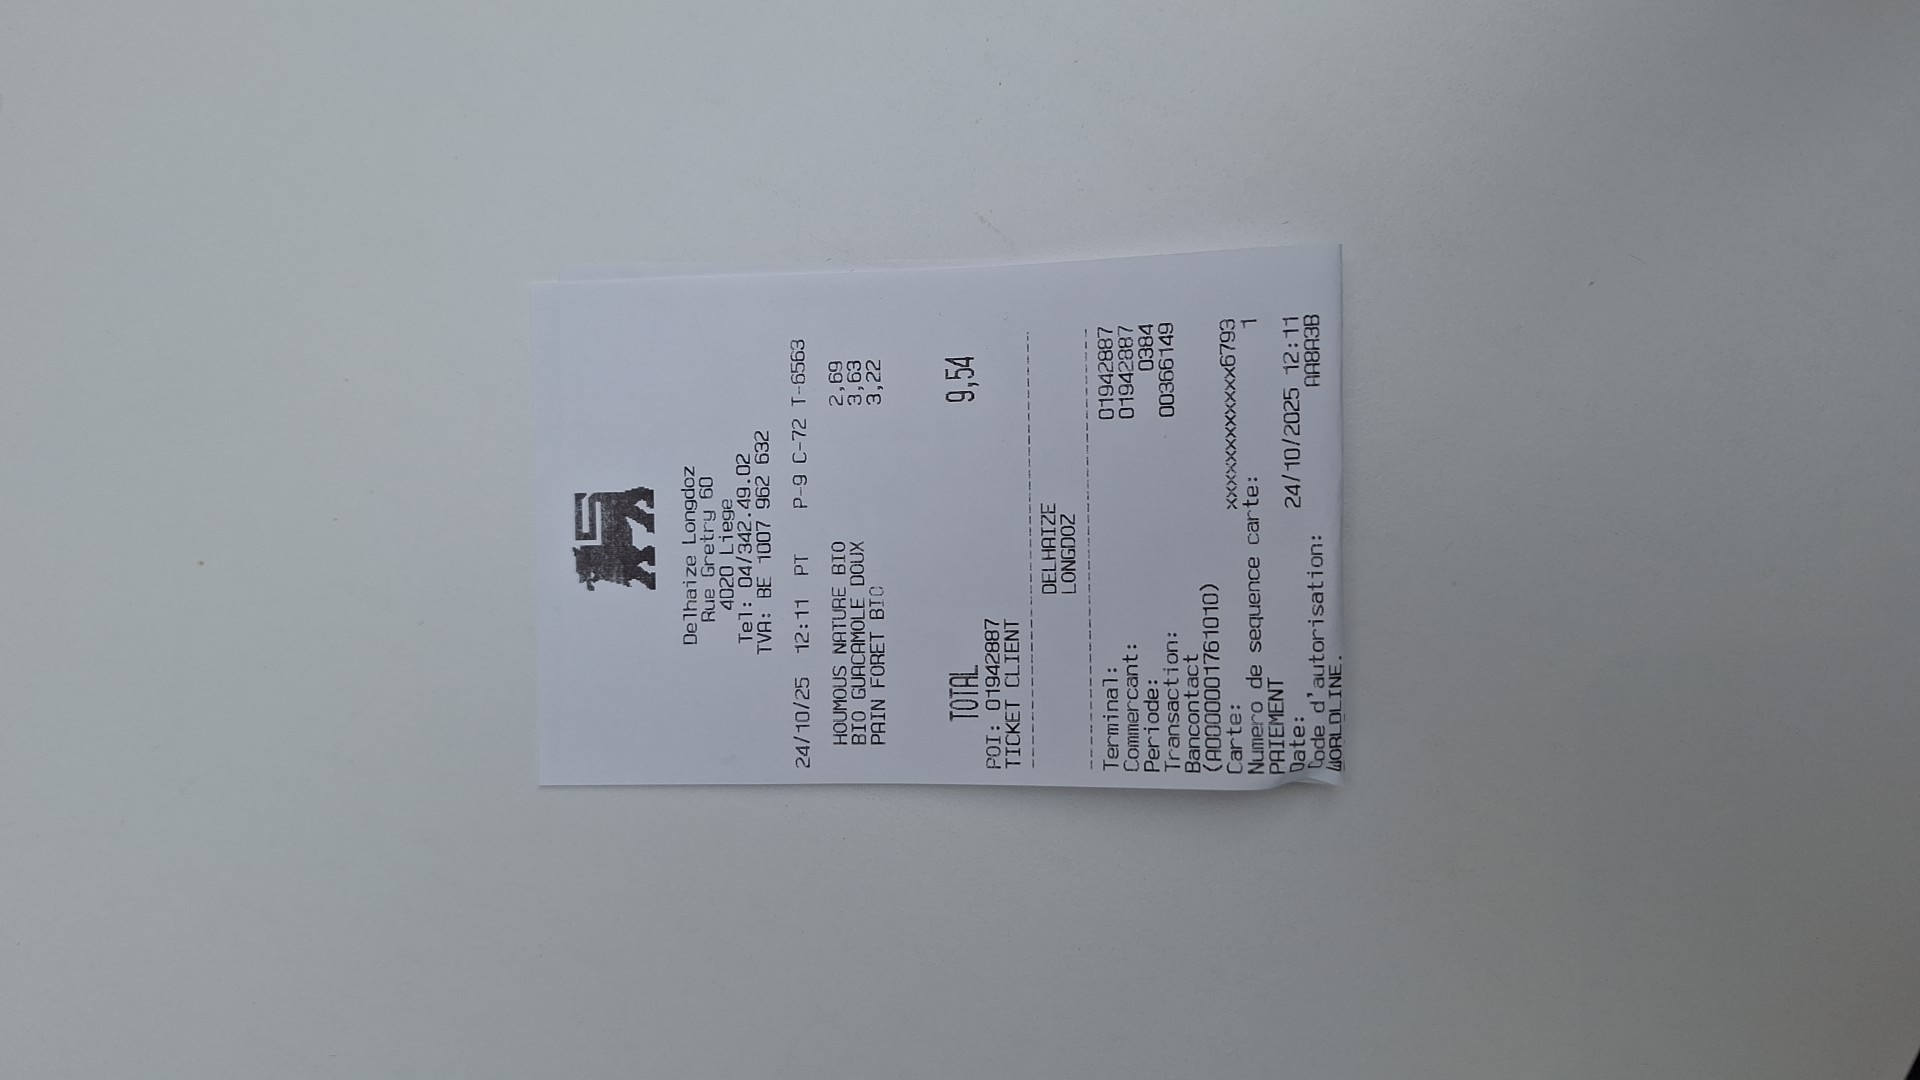 Delhaize Longdoz
Rue Gretry 60
4020 Liege
Tel: 04/342.49.02
TVA: BE 1007 962 632
24/10/25 12:11 PT P-9 C-72 T-6563
HOUMOUS NATURE BIO 2,69
BIO GUACAMOLE DOUX 3,63
PAIN FORET BIO 3,22
TOTAL 9,54
POI: 01942887
TICKET CLIENT
DELHAIZE
LONGDOZ
Terminal: 01942887
Commercant: 01942887
Periode: 0384
Transaction: 00366149
Bancontact
(A0000001761010)
Carte: xxxxxxxxxxxxx6793
Numero de sequence carte: 1
PAIEMENT
Date: 24/10/2025 12:11
Code d'autorisation: AA8A3B
WORLDLINE.